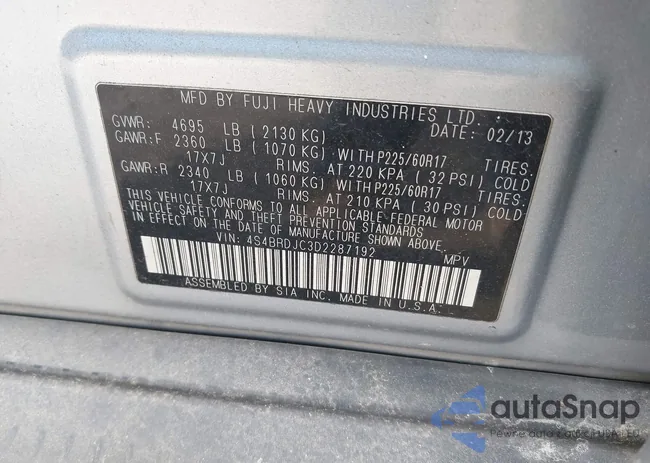 MFD BY FUJI HEAVY INDUSTRIES LTD.
GVWR: 4695 LB (2130 KG) DATE: 02/13
GAWR:F 2360 LB (1070 KG) WITH P225/60R17 TIRES.
17X7J RIMS. AT 220 KPA ( 32 PSI) COLD
GAWR:R 2340 LB (1060 KG) WITH P225/60R17 TIRES.
17X7J RIMS. AT 210 KPA ( 30 PSI) COLD
THIS VEHICLE CONFORMS TO ALL APPLICABLE FEDERAL MOTOR
VEHICLE SAFETY AND THEFT PREVENTION STANDARDS
IN EFFECT ON THE DATE OF MANUFACTURE SHOWN ABOVE.
VIN: 4S4BRDJC3D2287192 MPV
ASSEMBLED BY SIA INC. MADE IN U.S.A.
autoSnap